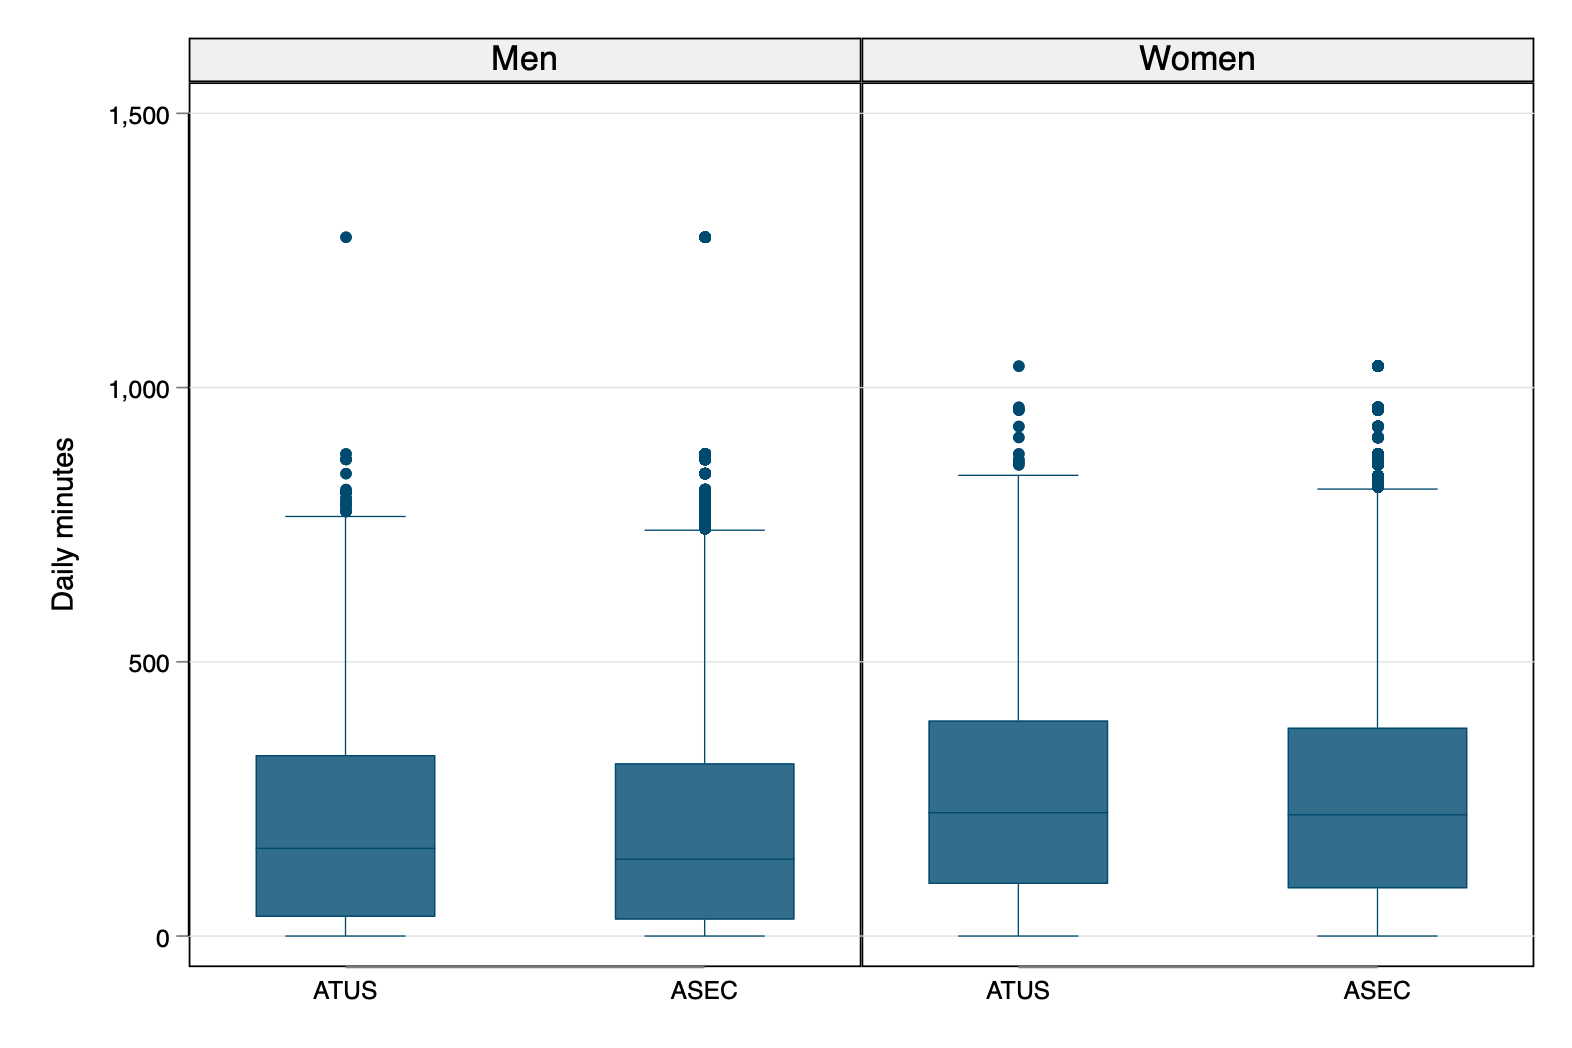 Men
Women
1,500
1,000
500
0
Daily minutes
ATUS
ASEC
ATUS
ASEC